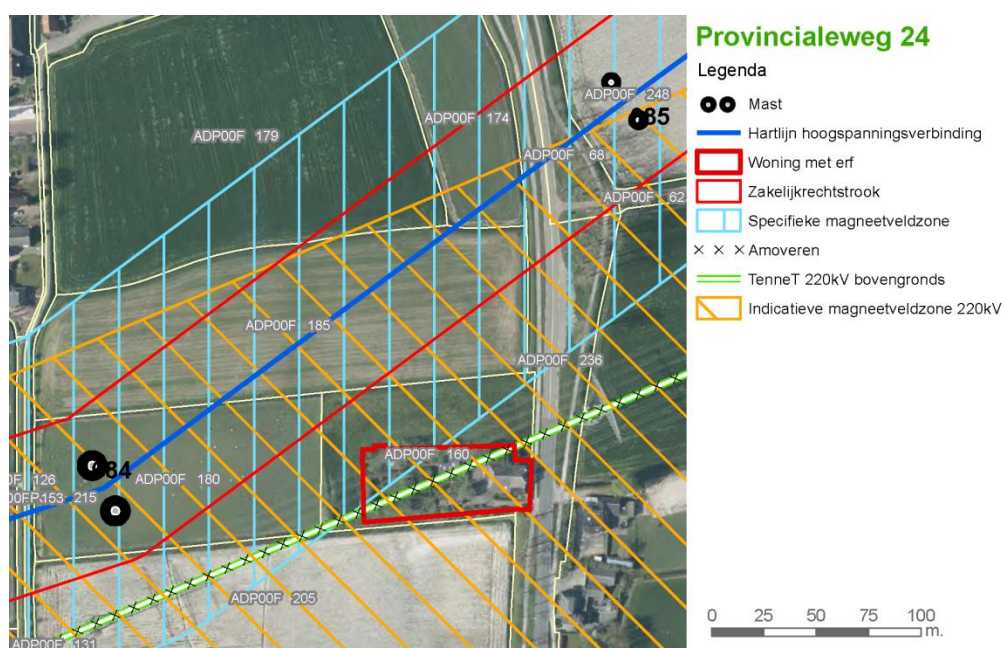 Provincialeweg 24
Legenda
Mast
Hartlijn hoogspanningsverbinding
Woning met erf
Zakelijkrechtstrook
Specifieke magneetveldzone
Amoveren
TenneT 220kV bovengronds
Indicatieve magneetveldzone 220kV
0 25 50 75 100
m.
ADP00F 248
85
ADP00F 174
ADP00F 179
ADP00F 68
ADP00F 62
ADP00F 185
ADP00F 236
ADP00F 160
84
126
ADP00F 180
153 215
ADP00F 205
ADP00F 131